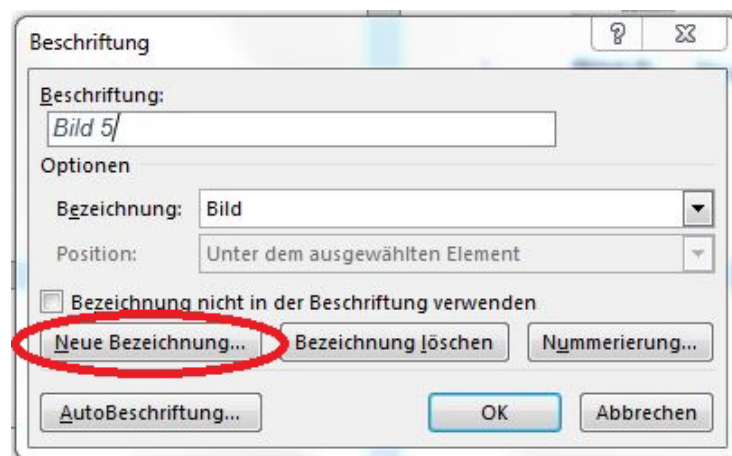 Beschriftung
?
Beschriftung:
Bild 5
Optionen
Bezeichnung: Bild
Position: Unter dem ausgewählten Element
Bezeichnung nicht in der Beschriftung verwenden
Neue Bezeichnung... Bezeichnung löschen Nummerierung...
AutoBeschriftung... OK Abbrechen